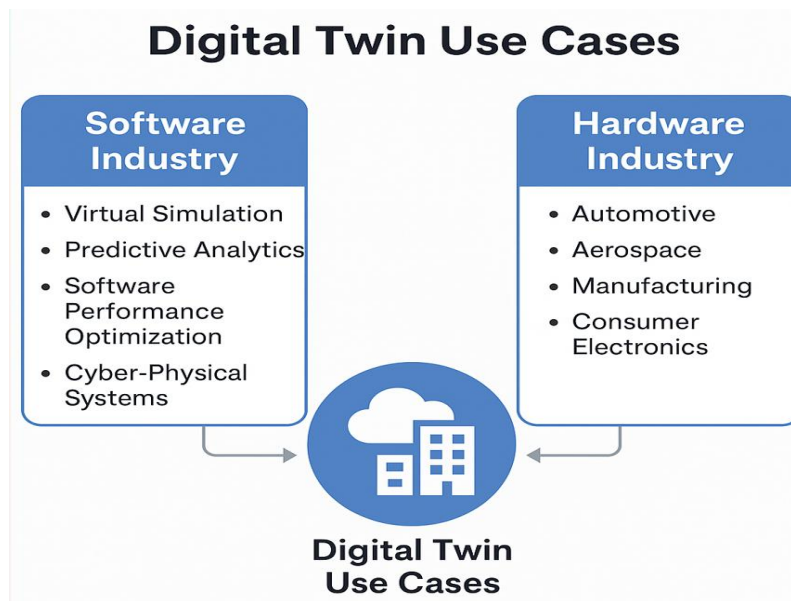 Digital Twin Use Cases
Software
Industry
• Virtual Simulation
• Predictive Analytics
• Software
Performance
Optimization
• Cyber-Physical
Systems
Hardware
Industry
• Automotive
• Aerospace
• Manufacturing
• Consumer
Electronics
Digital Twin
Use Cases